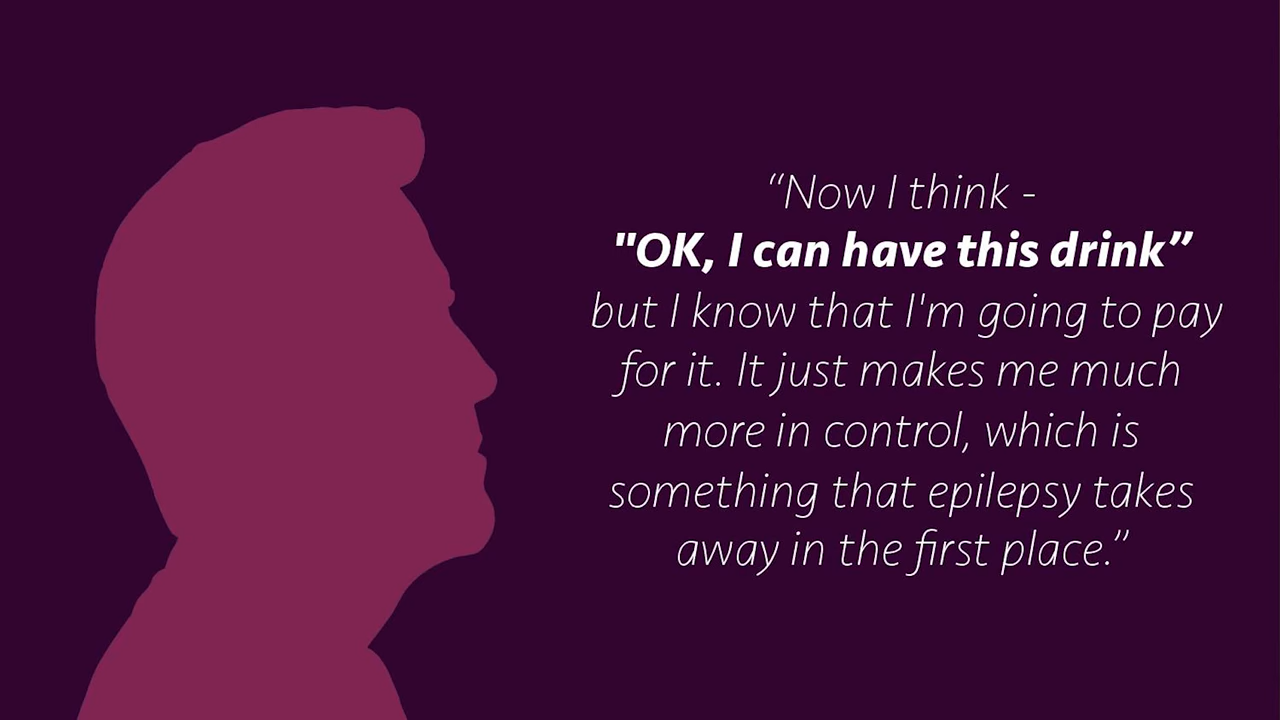 “Now I think -
"OK, I can have this drink”
but I know that I'm going to pay
for it. It just makes me much
more in control, which is
something that epilepsy takes
away in the first place.”